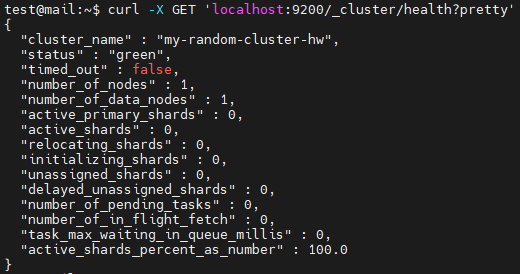 test@mail:~$ curl -X GET 'localhost:9200/_cluster/health?pretty'
{
  "cluster_name" : "my-random-cluster-hw",
  "status" : "green",
  "timed_out" : false,
  "number_of_nodes" : 1,
  "number_of_data_nodes" : 1,
  "active_primary_shards" : 0,
  "active_shards" : 0,
  "relocating_shards" : 0,
  "initializing_shards" : 0,
  "unassigned_shards" : 0,
  "delayed_unassigned_shards" : 0,
  "number_of_pending_tasks" : 0,
  "number_of_in_flight_fetch" : 0,
  "task_max_waiting_in_queue_millis" : 0,
  "active_shards_percent_as_number" : 100.0
}